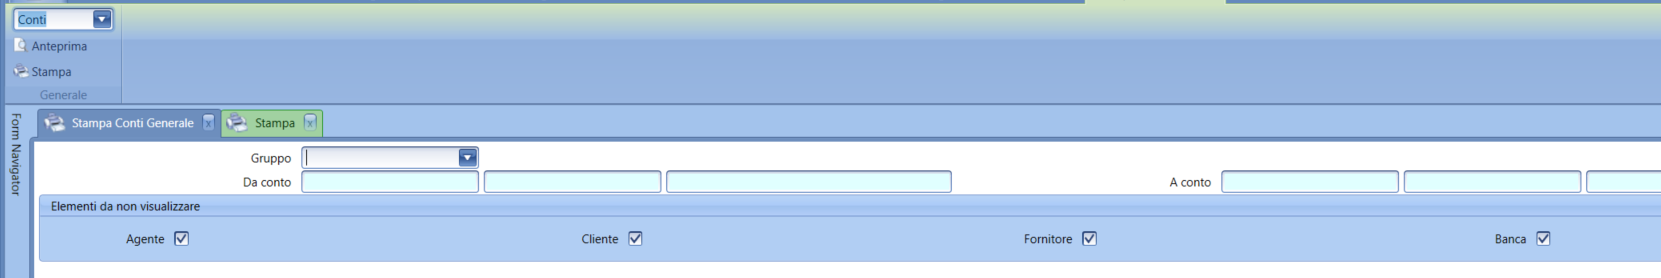 Conti
Anteprima
Stampa
Generale
Form Navigator
Stampa Conti Generale x Stampa x
Gruppo
Da conto A conto
Elementi da non visualizzare
Agente Cliente Fornitore Banca